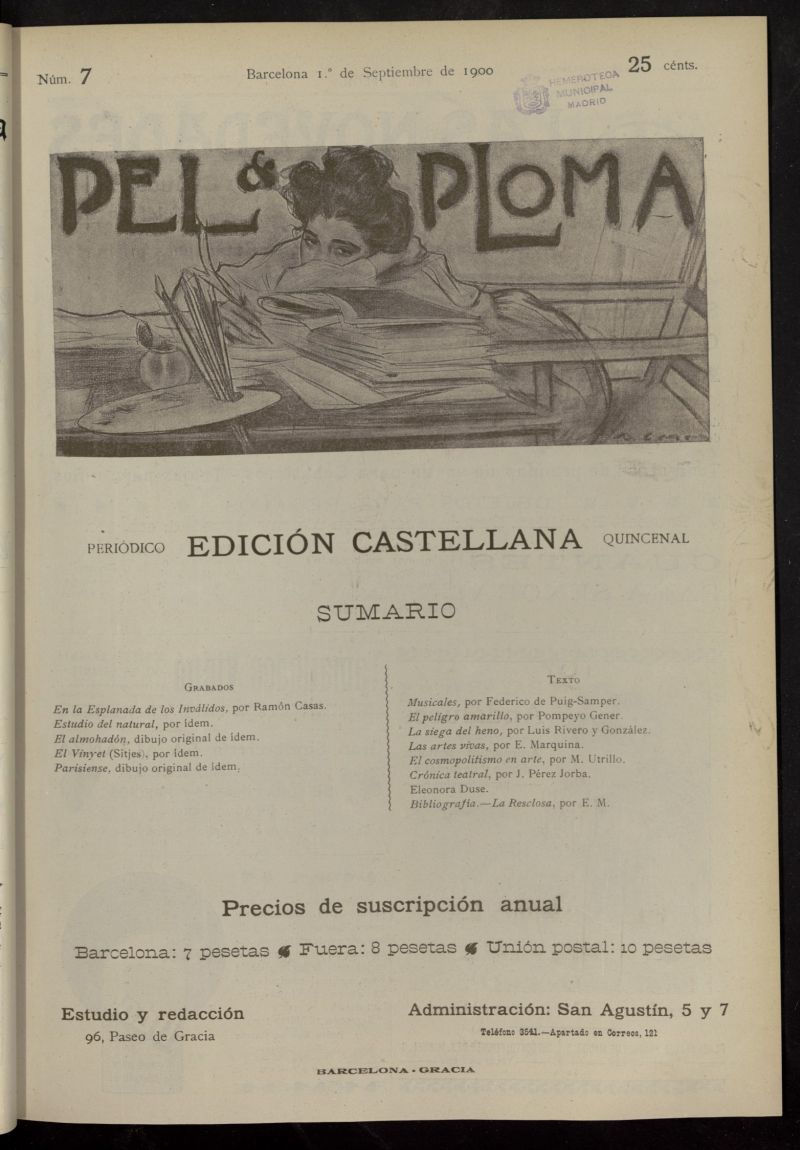 Núm. 7
Barcelona 1.º de Septiembre de 1900
25 cénts.
HEMEROTECA
MUNICIPAL
MADRID
PEL & PLOMA
PERIÓDICO EDICIÓN CASTELLANA QUINCENAL
SUMARIO
GRABADOS
En la Esplanada de los Inválidos, por Ramón Casas.
Estudio del natural, por ídem.
El almohadón, dibujo original de ídem.
El Vinyet (Sitjes), por ídem.
Parisiense, dibujo original de ídem.
TEXTO
Musicales, por Federico de Puig-Samper.
El peligro amarillo, por Pompeyo Gener.
La siega del heno, por Luis Rivero y González.
Las artes vivas, por E. Marquina.
El cosmopolitismo en arte, por M. Utrillo.
Crónica teatral, por J. Pérez Jorba.
Eleonora Duse.
Bibliografía.—La Resclosa, por E. M.
Precios de suscripción anual
Barcelona: 7 pesetas Fuera: 8 pesetas Unión postal: 10 pesetas
Estudio y redacción
96, Paseo de Gracia
Administración: San Agustín, 5 y 7
Teléfono 3541.—Apartado en Correos, 121
BARCELONA - GRACIA